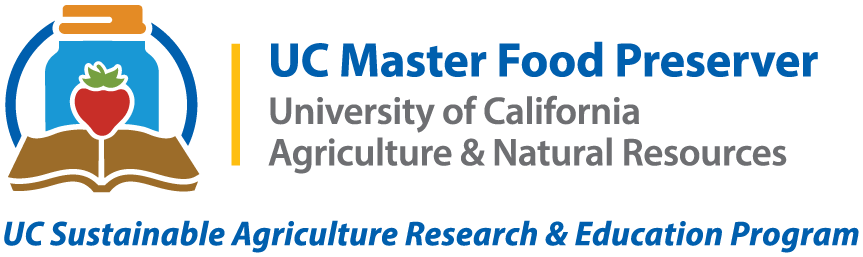 UC Master Food Preserver
University of California
Agriculture & Natural Resources
UC Sustainable Agriculture Research & Education Program